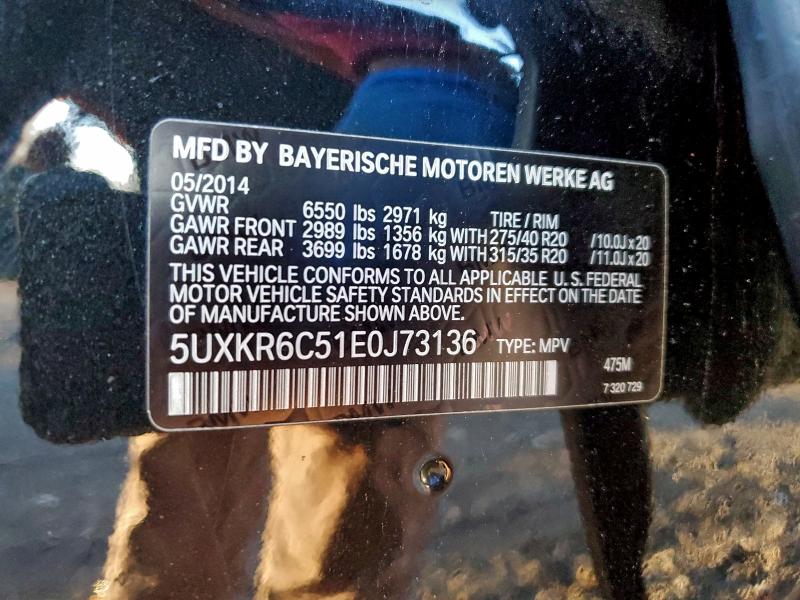 MFD BY BAYERISCHE MOTOREN WERKE AG
05/2014
GVWR 6550 lbs 2971 kg TIRE / RIM
GAWR FRONT 2989 lbs 1356 kg WITH 275/40 R20 /10.0J x 20
GAWR REAR 3699 lbs 1678 kg WITH 315/35 R20 /11.0J x 20
THIS VEHICLE CONFORMS TO ALL APPLICABLE U.S. FEDERAL
MOTOR VEHICLE SAFETY STANDARDS IN EFFECT ON THE DATE
OF MANUFACTURE SHOWN ABOVE.
5UXKR6C51E0J73136 TYPE: MPV
475M
7 320 729